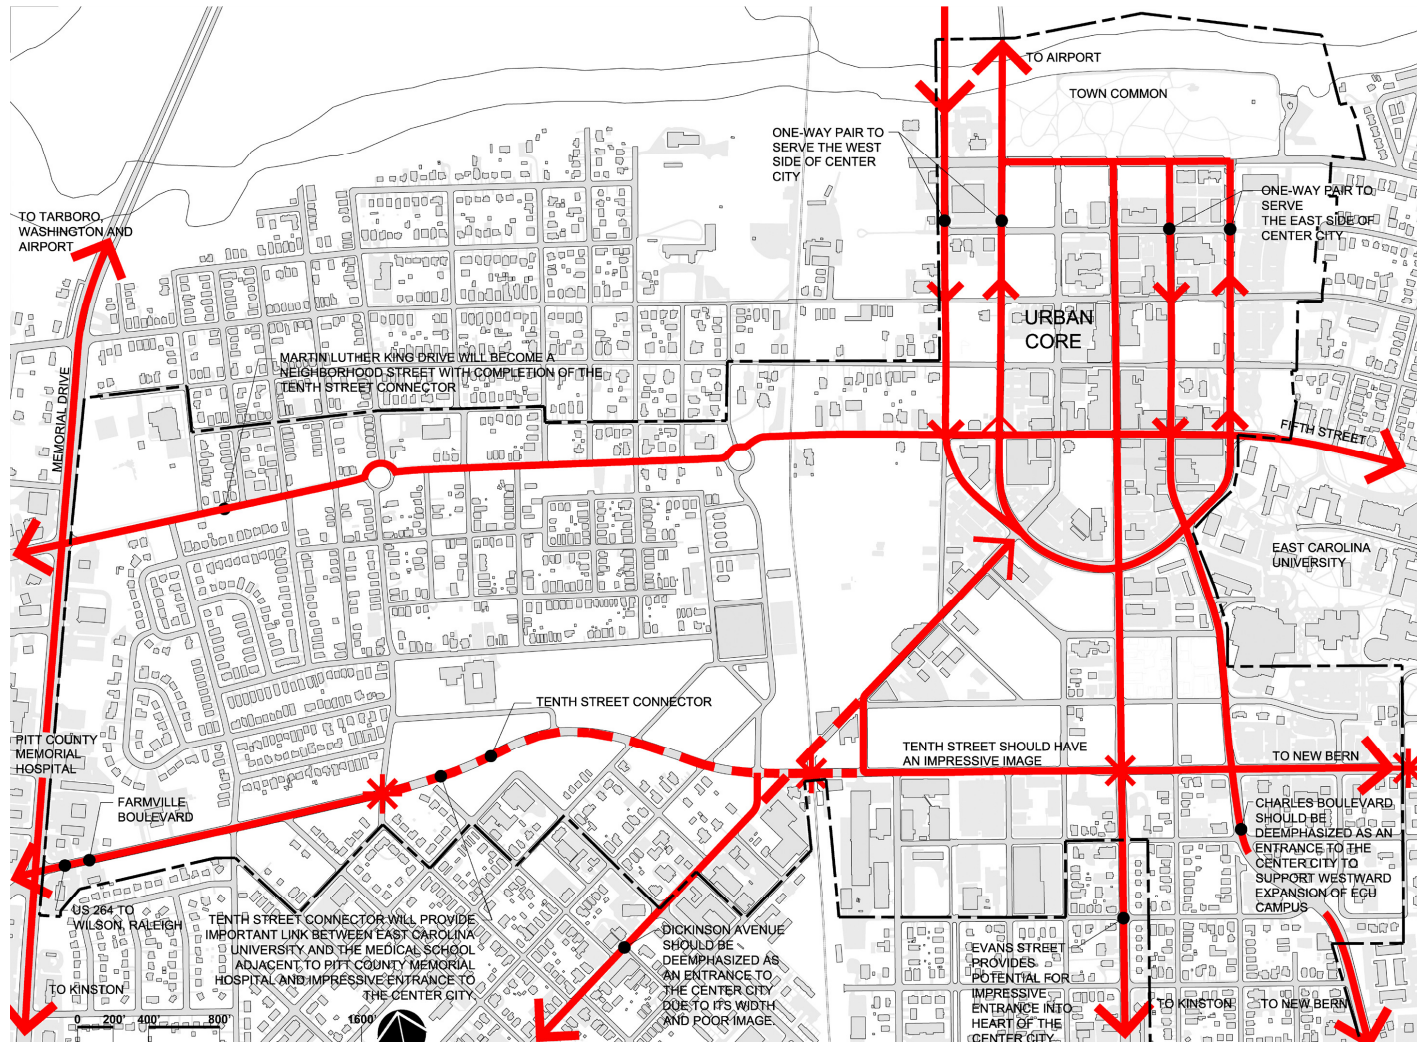 TO AIRPORT
TOWN COMMON
ONE-WAY PAIR TO
SERVE THE WEST
SIDE OF CENTER
CITY
ONE-WAY PAIR TO
SERVE
THE EAST SIDE OF
CENTER CITY
TO TARBORO,
WASHINGTON AND
AIRPORT
URBAN
CORE
MARTIN LUTHER KING DRIVE WILL BECOME A
NEIGHBORHOOD STREET WITH COMPLETION OF THE
TENTH STREET CONNECTOR
MEMORIAL DRIVE
FIFTH STREET
EAST CAROLINA
UNIVERSITY
TENTH STREET CONNECTOR
PITT COUNTY
MEMORIAL
HOSPITAL
TENTH STREET SHOULD HAVE
AN IMPRESSIVE IMAGE
TO NEW BERN
FARMVILLE
BOULEVARD
CHARLES BOULEVARD
SHOULD BE
DEEMPHASIZED AS AN
ENTRANCE TO THE
CENTER CITY TO
SUPPORT WESTWARD
EXPANSION OF ECU
CAMPUS
US 264 TO
WILSON, RALEIGH
TENTH STREET CONNECTOR WILL PROVIDE
IMPORTANT LINK BETWEEN EAST CAROLINA
UNIVERSITY AND THE MEDICAL SCHOOL
ADJACENT TO PITT COUNTY MEMORIAL
HOSPITAL AND IMPRESSIVE ENTRANCE TO
THE CENTER CITY.
DICKINSON AVENUE
SHOULD BE
DEEMPHASIZED AS
AN ENTRANCE TO
THE CENTER CITY
DUE TO ITS WIDTH
AND POOR IMAGE.
EVANS STREET
PROVIDES
POTENTIAL FOR
IMPRESSIVE
ENTRANCE INTO
HEART OF THE
CENTER CITY
TO KINSTON
TO KINSTON
TO NEW BERN
0 200' 400' 800' 1600'